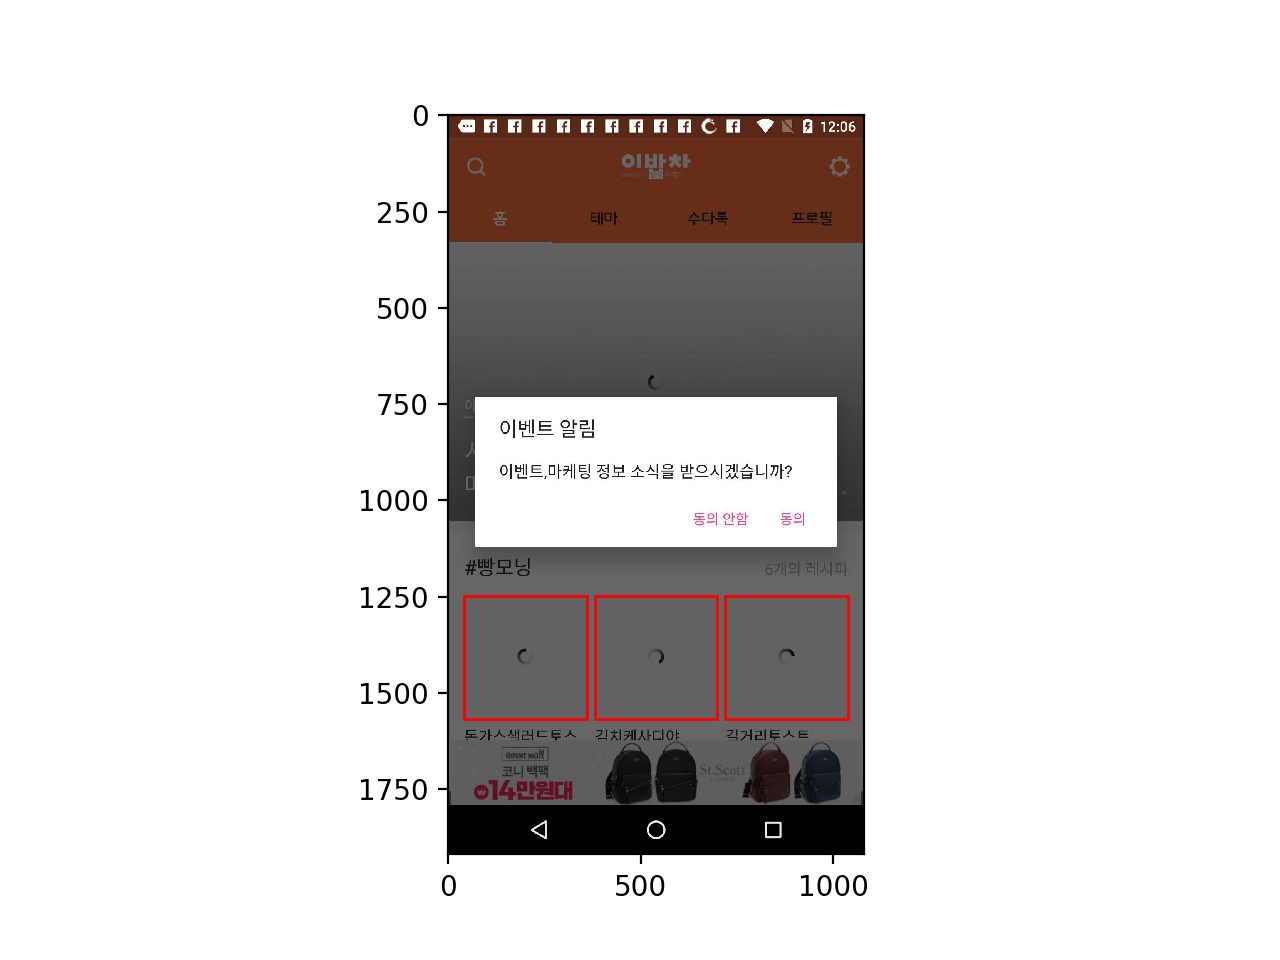 0
250
500
750
1000
1250
1500
1750
0
500
1000
12:06
이밥차
홈
테마
수다톡
프로필
이벤트 알림
이벤트,마케팅 정보 소식을 받으시겠습니까?
동의 안함
동의
#빵모닝
6개의 레시피
돈가스샐러드토스
김치케사디야
길거리토스트
코니 백팩
₩14만원대
St.Scott
LONDON